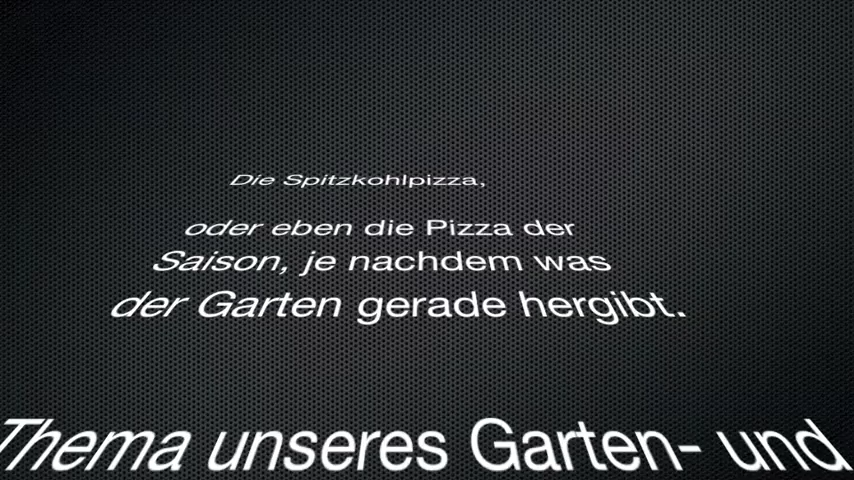 Die Spitzkohlpizza,
oder eben die Pizza der
Saison, je nachdem was
der Garten gerade hergibt.
Thema unseres Garten- und